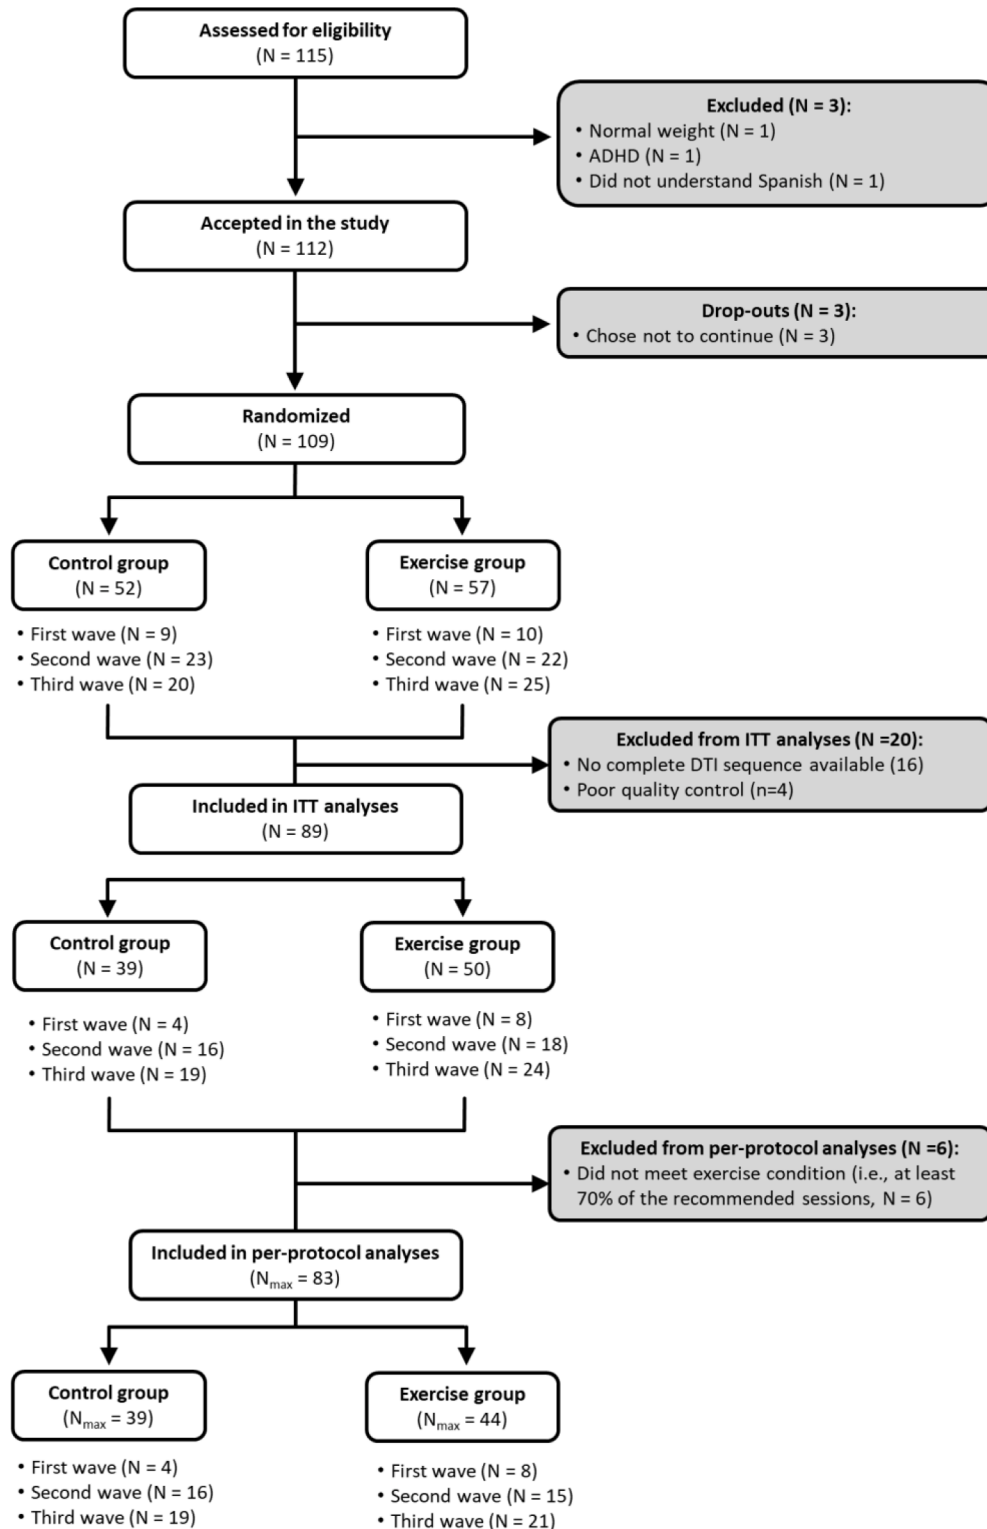 Assessed for eligibility
(N = 115)
Excluded (N = 3):
• Normal weight (N = 1)
• ADHD (N = 1)
• Did not understand Spanish (N = 1)
Accepted in the study
(N = 112)
Drop-outs (N = 3):
• Chose not to continue (N = 3)
Randomized
(N = 109)
Control group
(N = 52)
• First wave (N = 9)
• Second wave (N = 23)
• Third wave (N = 20)
Exercise group
(N = 57)
• First wave (N = 10)
• Second wave (N = 22)
• Third wave (N = 25)
Excluded from ITT analyses (N =20):
• No complete DTI sequence available (16)
• Poor quality control (n=4)
Included in ITT analyses
(N = 89)
Control group
(N = 39)
• First wave (N = 4)
• Second wave (N = 16)
• Third wave (N = 19)
Exercise group
(N = 50)
• First wave (N = 8)
• Second wave (N = 18)
• Third wave (N = 24)
Excluded from per-protocol analyses (N =6):
• Did not meet exercise condition (i.e., at least
70% of the recommended sessions, N = 6)
Included in per-protocol analyses
(Nmax = 83)
Control group
(Nmax = 39)
• First wave (N = 4)
• Second wave (N = 16)
• Third wave (N = 19)
Exercise group
(Nmax = 44)
• First wave (N = 8)
• Second wave (N = 15)
• Third wave (N = 21)